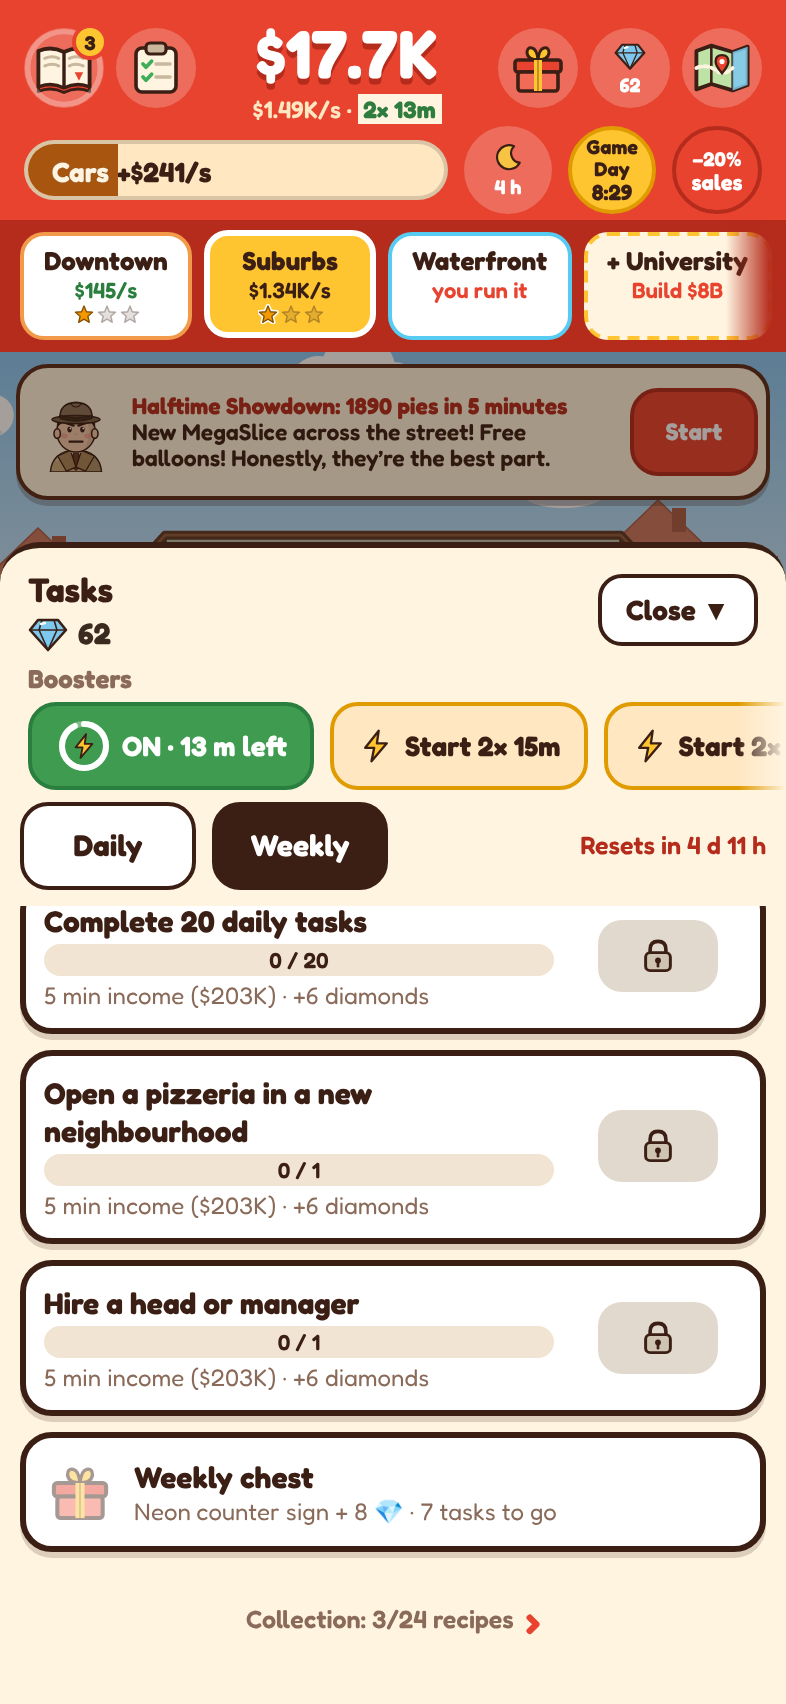 3
$17.7K
$1.49K/s · 2x 13m
62
Cars +$241/s
4 h
Game
Day
8:29
−20%
sales
Downtown
$145/s
Suburbs
$1.34K/s
Waterfront
you run it
+ University
Build $8B
Halftime Showdown: 1890 pies in 5 minutes
New MegaSlice across the street! Free
balloons! Honestly, they're the best part.
Start
Tasks
62
Close ▼
Boosters
ON · 13 m left
Start 2x 15m
Start 2x
Daily
Weekly
Resets in 4 d 11 h
Complete 20 daily tasks
0 / 20
5 min income ($203K) · +6 diamonds
Open a pizzeria in a new
neighbourhood
0 / 1
5 min income ($203K) · +6 diamonds
Hire a head or manager
0 / 1
5 min income ($203K) · +6 diamonds
Weekly chest
Neon counter sign + 8 💎 · 7 tasks to go
Collection: 3/24 recipes